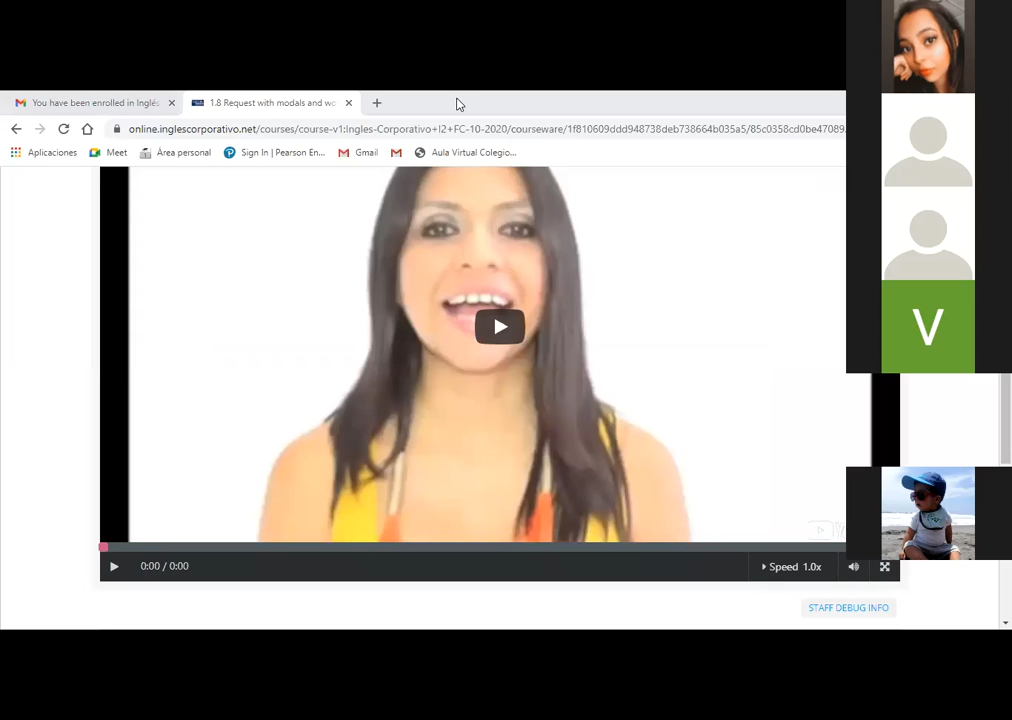 You have been enrolled in Inglés
1.8 Request with modals and wo
online.inglescorporativo.net/courses/course-v1:Ingles-Corporativo+I2+FC-10-2020/courseware/1f810609ddd948738deb738664b035a5/85c0358cd0be47089.
Aplicaciones Meet Área personal Sign In | Pearson En... Gmail Aula Virtual Colegio...
V
0:00 / 0:00 Speed 1.0x
STAFF DEBUG INFO